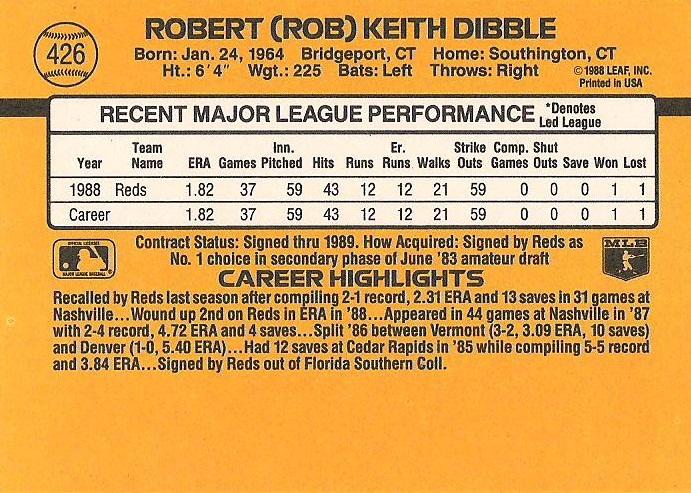 426
ROBERT (ROB) KEITH DIBBLE
Born: Jan. 24, 1964 Bridgeport, CT Home: Southington, CT
Ht.: 6'4" Wgt.: 225 Bats: Left Throws: Right
©1988 LEAF, INC.
Printed in USA
RECENT MAJOR LEAGUE PERFORMANCE *Denotes Led League
Year Team Name ERA Games Inn. Pitched Hits Runs Er. Runs Walks Strike Outs Comp. Games Shut Outs Save Won Lost
1988 Reds 1.82 37 59 43 12 12 21 59 0 0 0 1 1
Career 1.82 37 59 43 12 12 21 59 0 0 0 1 1
OFFICIAL LICENSEE
MAJOR LEAGUE BASEBALL
Contract Status: Signed thru 1989. How Acquired: Signed by Reds as
No. 1 choice in secondary phase of June '83 amateur draft
MLB
CAREER HIGHLIGHTS
Recalled by Reds last season after compiling 2-1 record, 2.31 ERA and 13 saves in 31 games at
Nashville...Wound up 2nd on Reds in ERA in '88...Appeared in 44 games at Nashville in '87
with 2-4 record, 4.72 ERA and 4 saves...Split '86 between Vermont (3-2, 3.09 ERA, 10 saves)
and Denver (1-0, 5.40 ERA)...Had 12 saves at Cedar Rapids in '85 while compiling 5-5 record
and 3.84 ERA...Signed by Reds out of Florida Southern Coll.